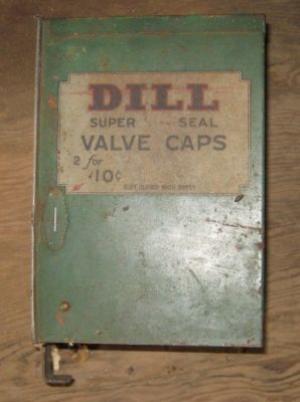 DILL
SUPER SEAL
VALVE CAPS
2 for
10¢